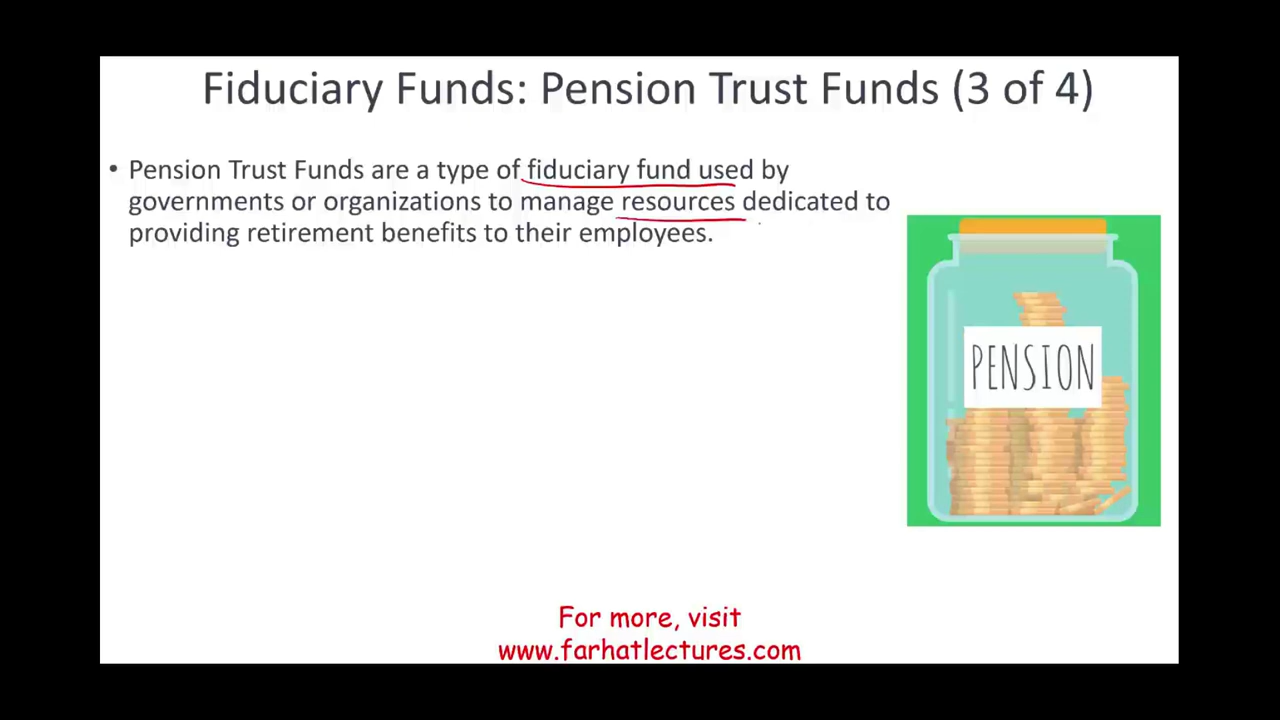 Fiduciary Funds: Pension Trust Funds (3 of 4)
• Pension Trust Funds are a type of fiduciary fund used by
governments or organizations to manage resources dedicated to
providing retirement benefits to their employees.
PENSION
For more, visit
www.farhatlectures.com